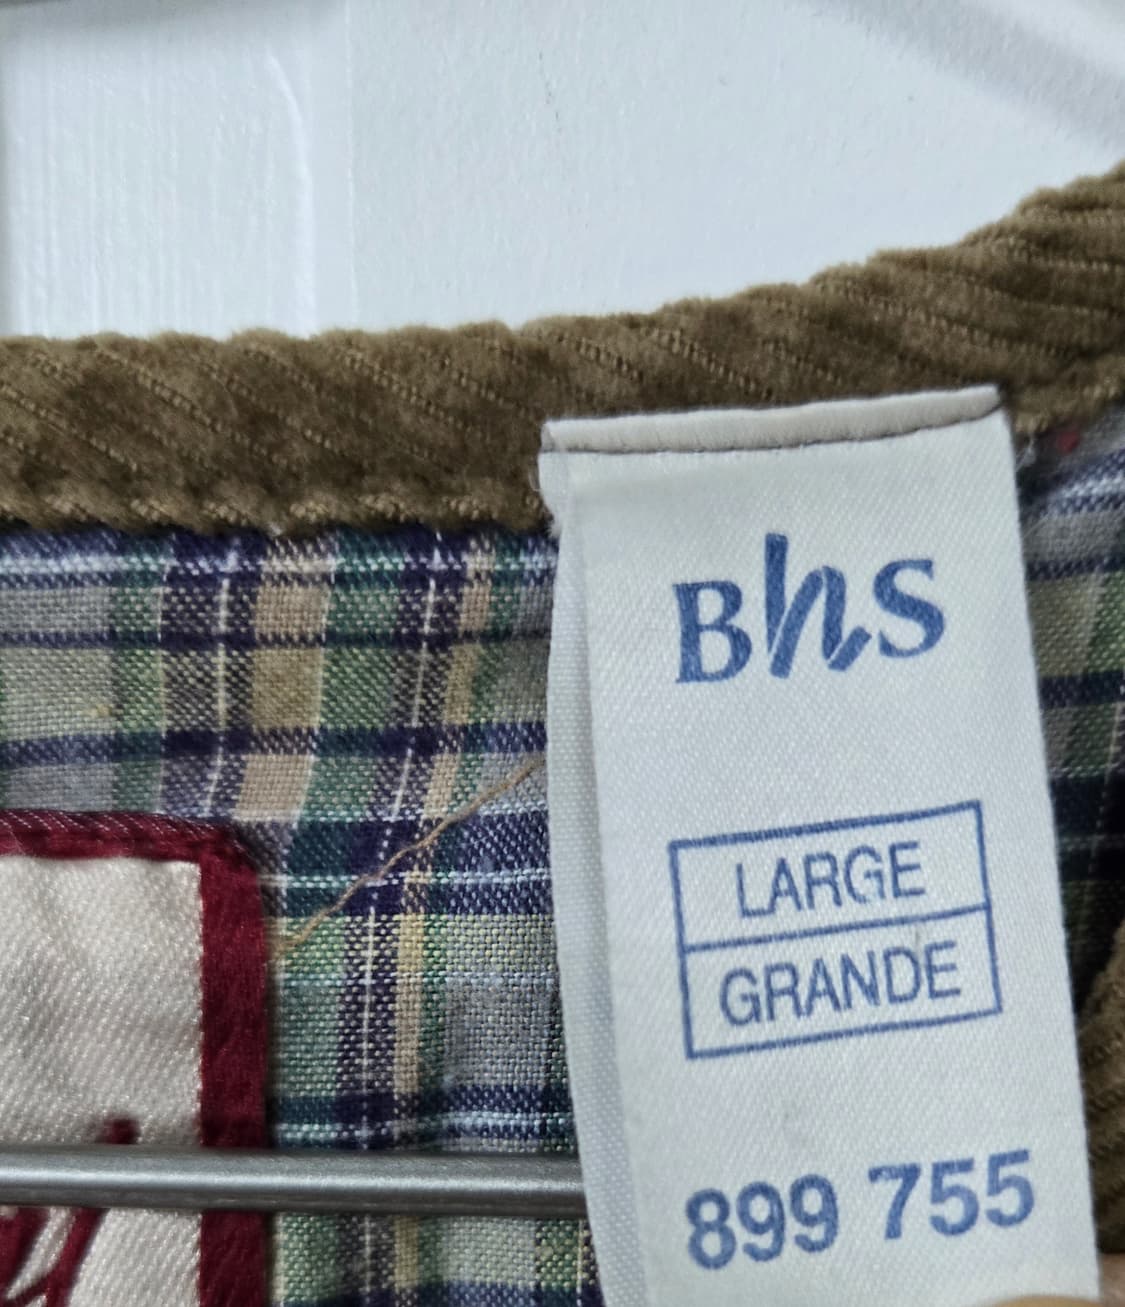 BhS
LARGE
GRANDE
899 755